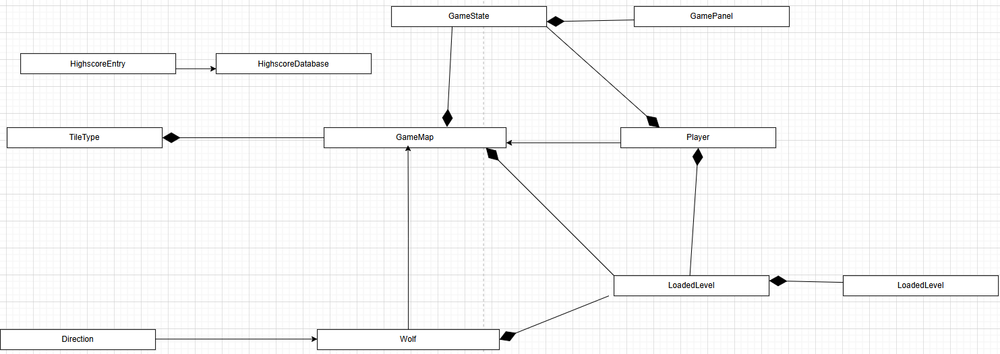 GameState
GamePanel
HighscoreEntry
HighscoreDatabase
TileType
GameMap
Player
LoadedLevel
LoadedLevel
Direction
Wolf